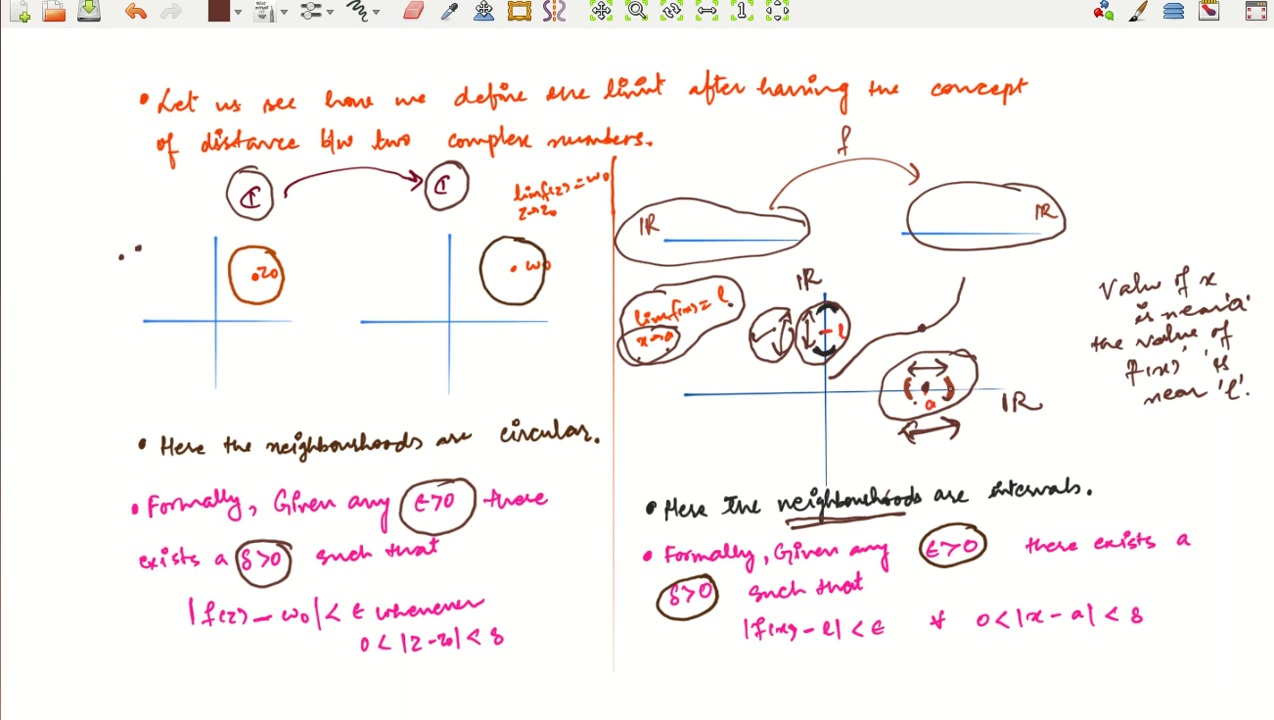 • Let us see how we define the limit after having the concept
of distance b/w two complex numbers.
ℂ
ℂ
lim f(z) = w0
z→z0
z0
w0
• Here the neighbourhoods are circular.
• Formally, Given any ε>0 there
exists a δ>0 such that
|f(z) - w0| < ε whenever
0 < |z - z0| < δ
f
IR
IR
lim f(x) = l
x→a
IR
l
a
IR
Value of x
is near 'a'
the value of
f(x)' is
near 'l'.
• Here the neighbourhoods are intervals.
• Formally, Given any ε>0 there exists a
δ>0 such that
|f(x) - l| < ε ∀ 0 < |x - a| < δ